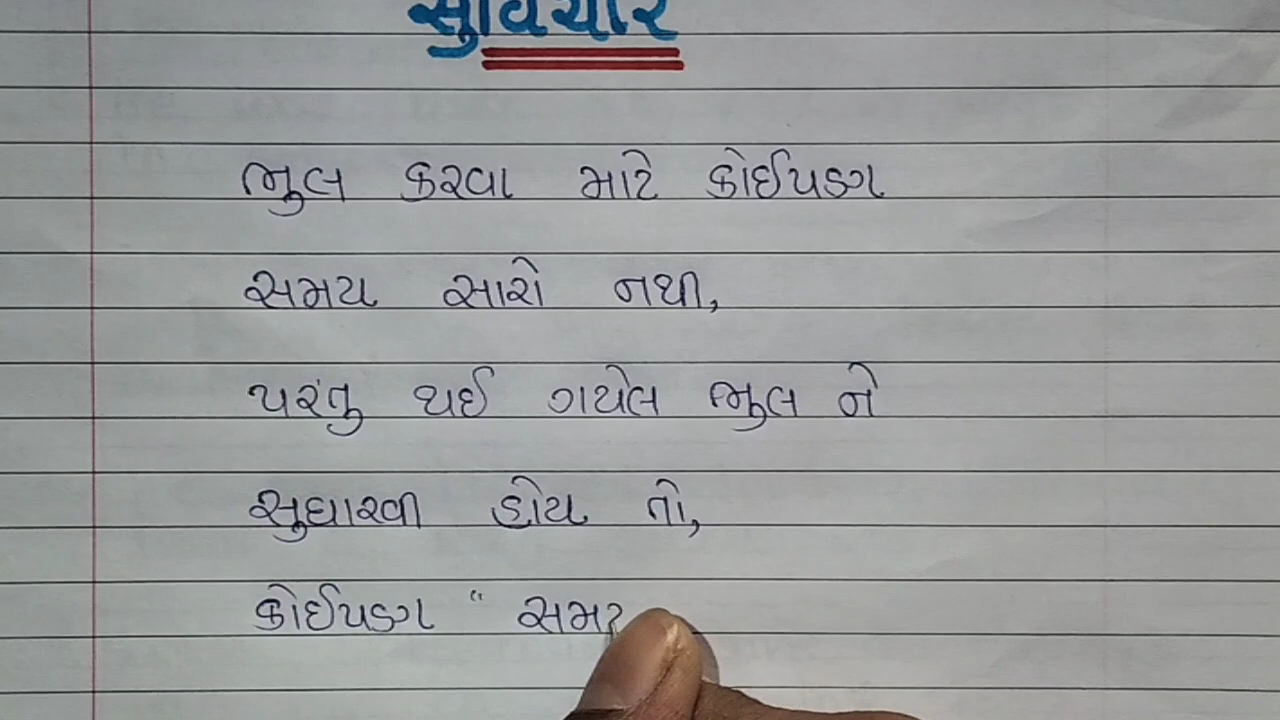 સુવિચાર
ભુલ કરવા માટે કોઈપણ
સમય સારો નથી,
પરંતુ થઈ ગયેલ ભુલ ને
સુધારવી હોય તો,
કોઈપણ "